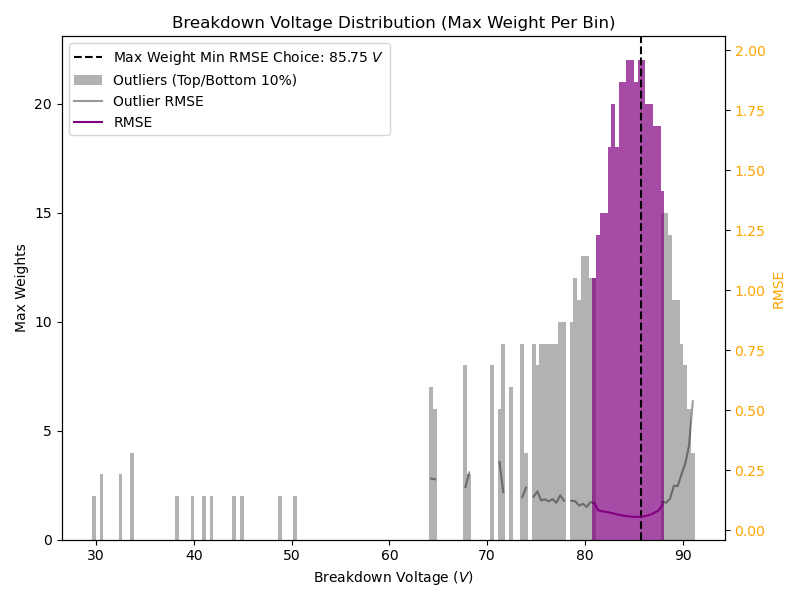 Breakdown Voltage Distribution (Max Weight Per Bin)
Max Weight Min RMSE Choice: 85.75 V
Outliers (Top/Bottom 10%)
Outlier RMSE
RMSE
Max Weights
20
15
10
5
0
30 40 50 60 70 80 90
Breakdown Voltage (V)
2.00
1.75
1.50
1.25
1.00
0.75
0.50
0.25
0.00
RMSE